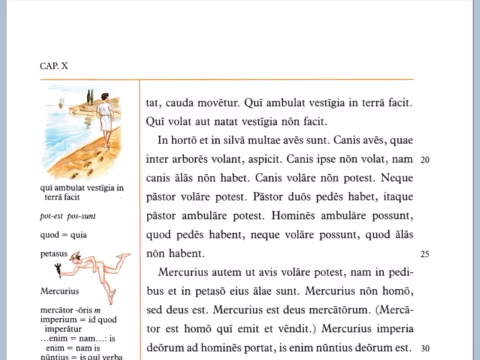 CAP. X
tat, cauda movētur. Quī ambulat vestīgia in terrā facit.
Quī volat aut natat vestīgia nōn facit.
In hortō et in silvā multae avēs sunt. Canis avēs, quae
inter arborēs volant, aspicit. Canis ipse nōn volat, nam 20
canis ālās nōn habet. Canis volāre nōn potest. Neque
pāstor volāre potest. Pāstor duōs pedēs habet, itaque
pāstor ambulāre potest. Hominēs ambulāre possunt,
quod pedēs habent, neque volāre possunt, quod ālās
nōn habent. 25
Mercurius autem ut avis volāre potest, nam in pedi-
bus et in petasō eius ālae sunt. Mercurius nōn homō,
sed deus est. Mercurius est deus mercātōrum. (Mercā-
tor est homō quī emit et vēndit.) Mercurius imperia
deōrum ad hominēs portat, is enim nūntius deōrum est. 30
quī ambulat vestīgia in
terrā facit
pot-est pos-sunt
quod = quia
petasus
Mercurius
mercātor -ōris m
imperium = id quod
imperātur
...enim = nam...: is
enim = nam is
nūntius = is quī verba